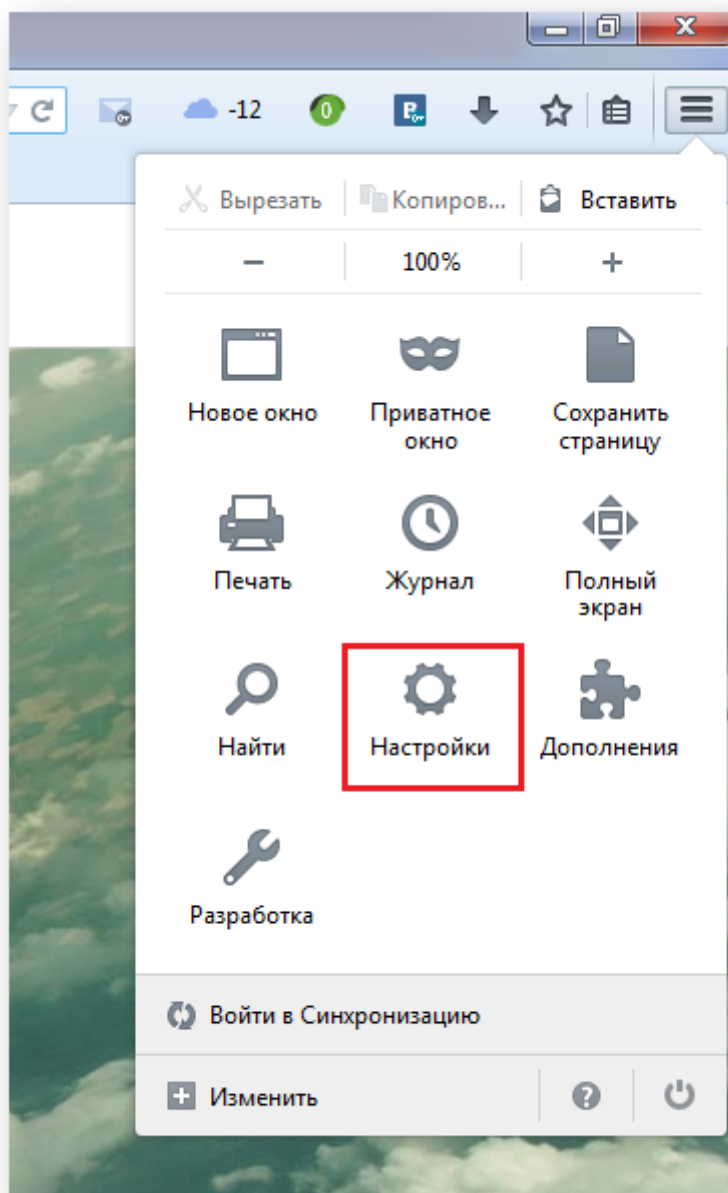 -12
0
Вырезать
Копиров...
Вставить
100%
Новое окно
Приватное
окно
Сохранить
страницу
Печать
Журнал
Полный
экран
Найти
Настройки
Дополнения
Разработка
Войти в Синхронизацию
Изменить